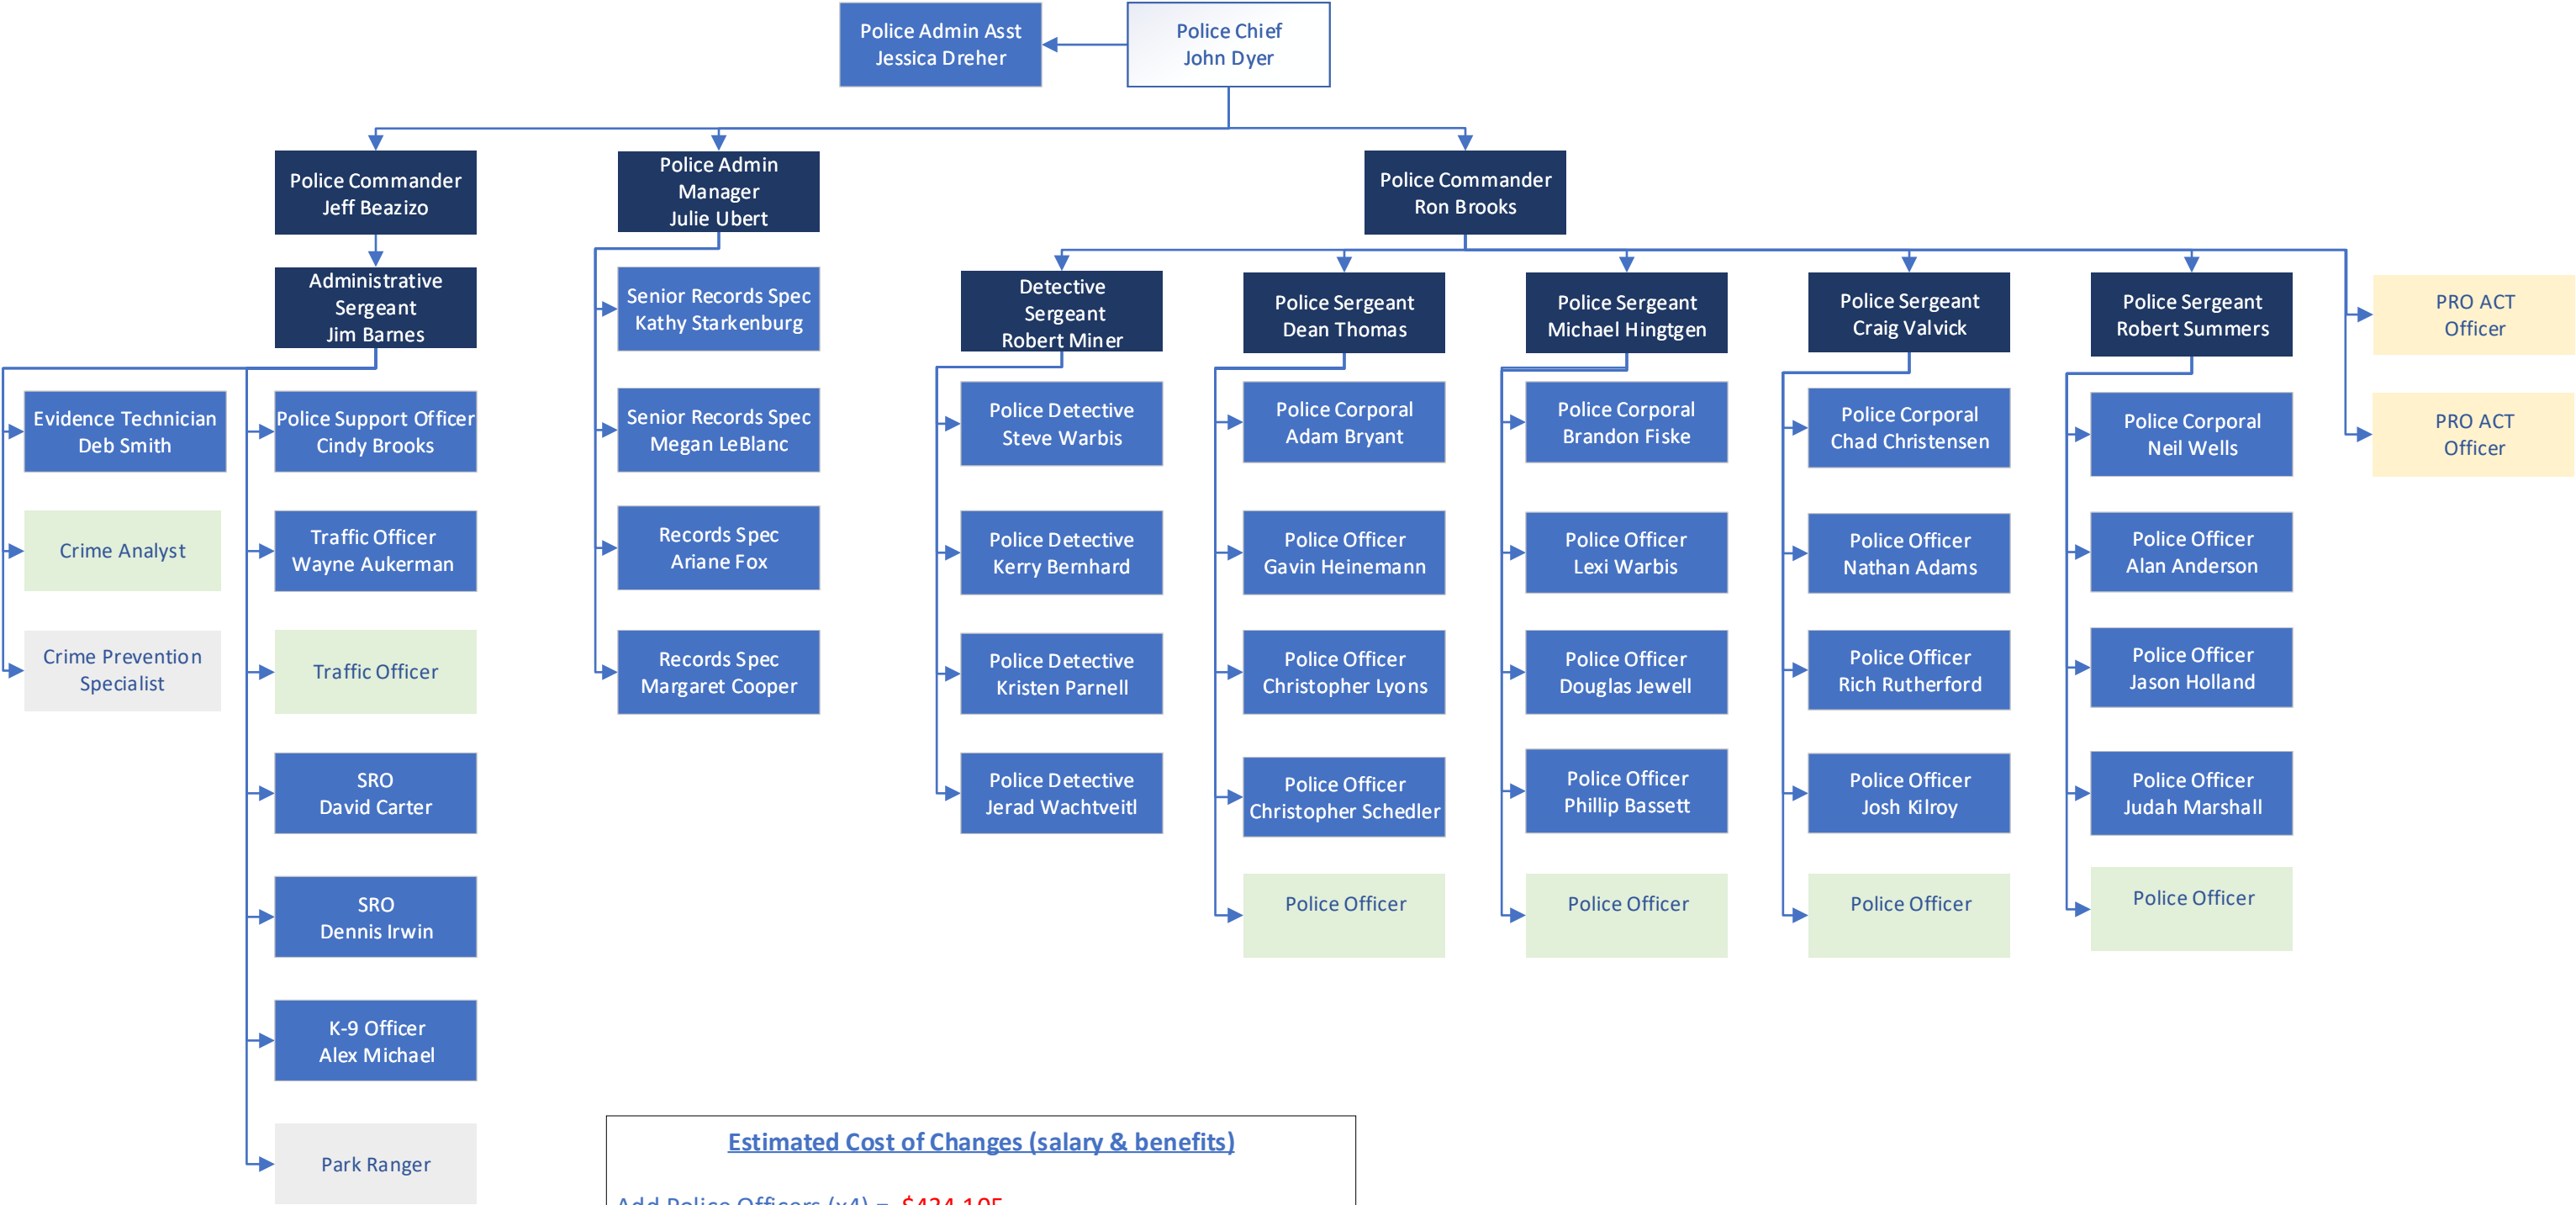 Police Admin Asst
Jessica Dreher
Police Chief
John Dyer
Police Commander
Jeff Beazizo
Police Admin
Manager
Julie Ubert
Police Commander
Ron Brooks
Administrative
Sergeant
Jim Barnes
Evidence Technician
Deb Smith
Crime Analyst
Crime Prevention
Specialist
Police Support Officer
Cindy Brooks
Traffic Officer
Wayne Aukerman
Traffic Officer
SRO
David Carter
SRO
Dennis Irwin
K-9 Officer
Alex Michael
Park Ranger
Senior Records Spec
Kathy Starkenburg
Senior Records Spec
Megan LeBlanc
Records Spec
Ariane Fox
Records Spec
Margaret Cooper
Detective
Sergeant
Robert Miner
Police Detective
Steve Warbis
Police Detective
Kerry Bernhard
Police Detective
Kristen Parnell
Police Detective
Jerad Wachtveitl
Police Sergeant
Dean Thomas
Police Corporal
Adam Bryant
Police Officer
Gavin Heinemann
Police Officer
Christopher Lyons
Police Officer
Christopher Schedler
Police Officer
Police Sergeant
Michael Hingtgen
Police Corporal
Brandon Fiske
Police Officer
Lexi Warbis
Police Officer
Douglas Jewell
Police Officer
Phillip Bassett
Police Officer
Police Sergeant
Craig Valvick
Police Corporal
Chad Christensen
Police Officer
Nathan Adams
Police Officer
Rich Rutherford
Police Officer
Josh Kilroy
Police Officer
Police Sergeant
Robert Summers
Police Corporal
Neil Wells
Police Officer
Alan Anderson
Police Officer
Jason Holland
Police Officer
Judah Marshall
Police Officer
PRO ACT
Officer
PRO ACT
Officer
Estimated Cost of Changes (salary & benefits)
Add Police Officers (x4) =